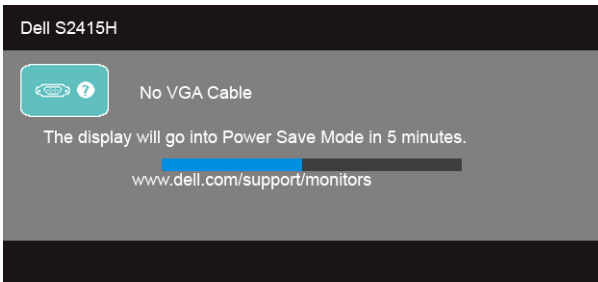 Dell S2415H
?
No VGA Cable
The display will go into Power Save Mode in 5 minutes.
www.dell.com/support/monitors